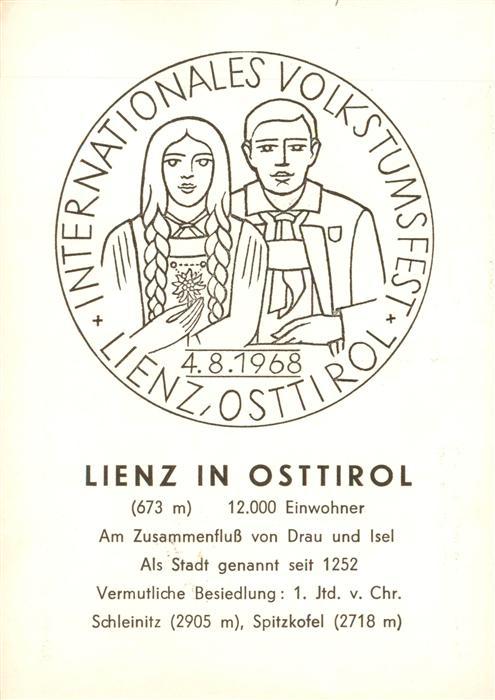 INTERNATIONALES VOLKSTUMSFEST
+ LIENZ, OSTTIROL +
4.8.1968
LIENZ IN OSTTIROL
(673 m) 12.000 Einwohner
Am Zusammenfluß von Drau und Isel
Als Stadt genannt seit 1252
Vermutliche Besiedlung: 1. Jtd. v. Chr.
Schleinitz (2905 m), Spitzkofel (2718 m)